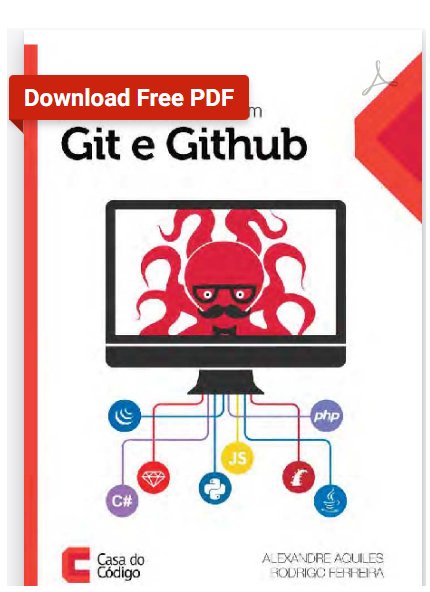 Download Free PDF
m
Git e Github
php
JS
C#
Casa do
Código
ALEXANDRE AQUILES
RODRIGO FERREIRA